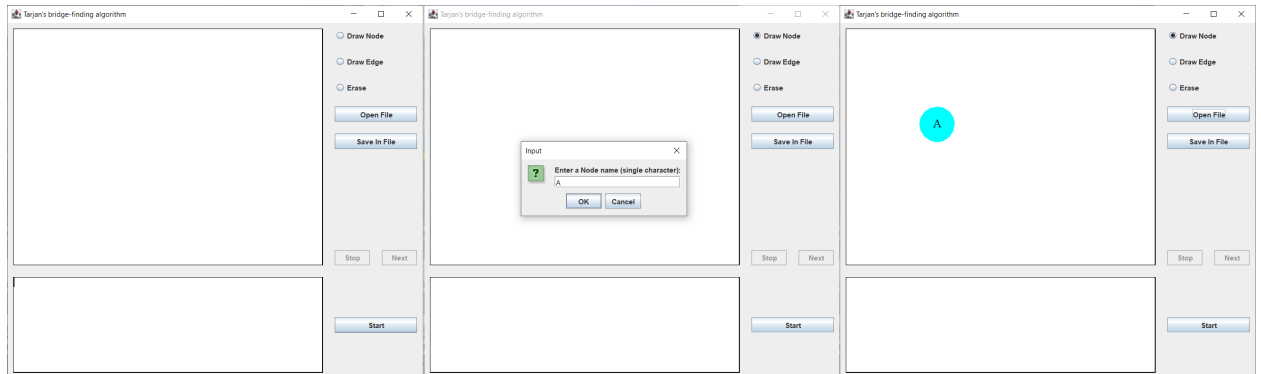 Tarjan's bridge-finding algorithm
Draw Node
Draw Edge
Erase
Open File
Save In File
Stop Next
Start
Tarjan's bridge-finding algorithm
Draw Node
Draw Edge
Erase
Open File
Save In File
Input
Enter a Node name (single character):
A
OK Cancel
Stop Next
Start
Tarjan's bridge-finding algorithm
Draw Node
Draw Edge
Erase
Open File
Save In File
A
Stop Next
Start